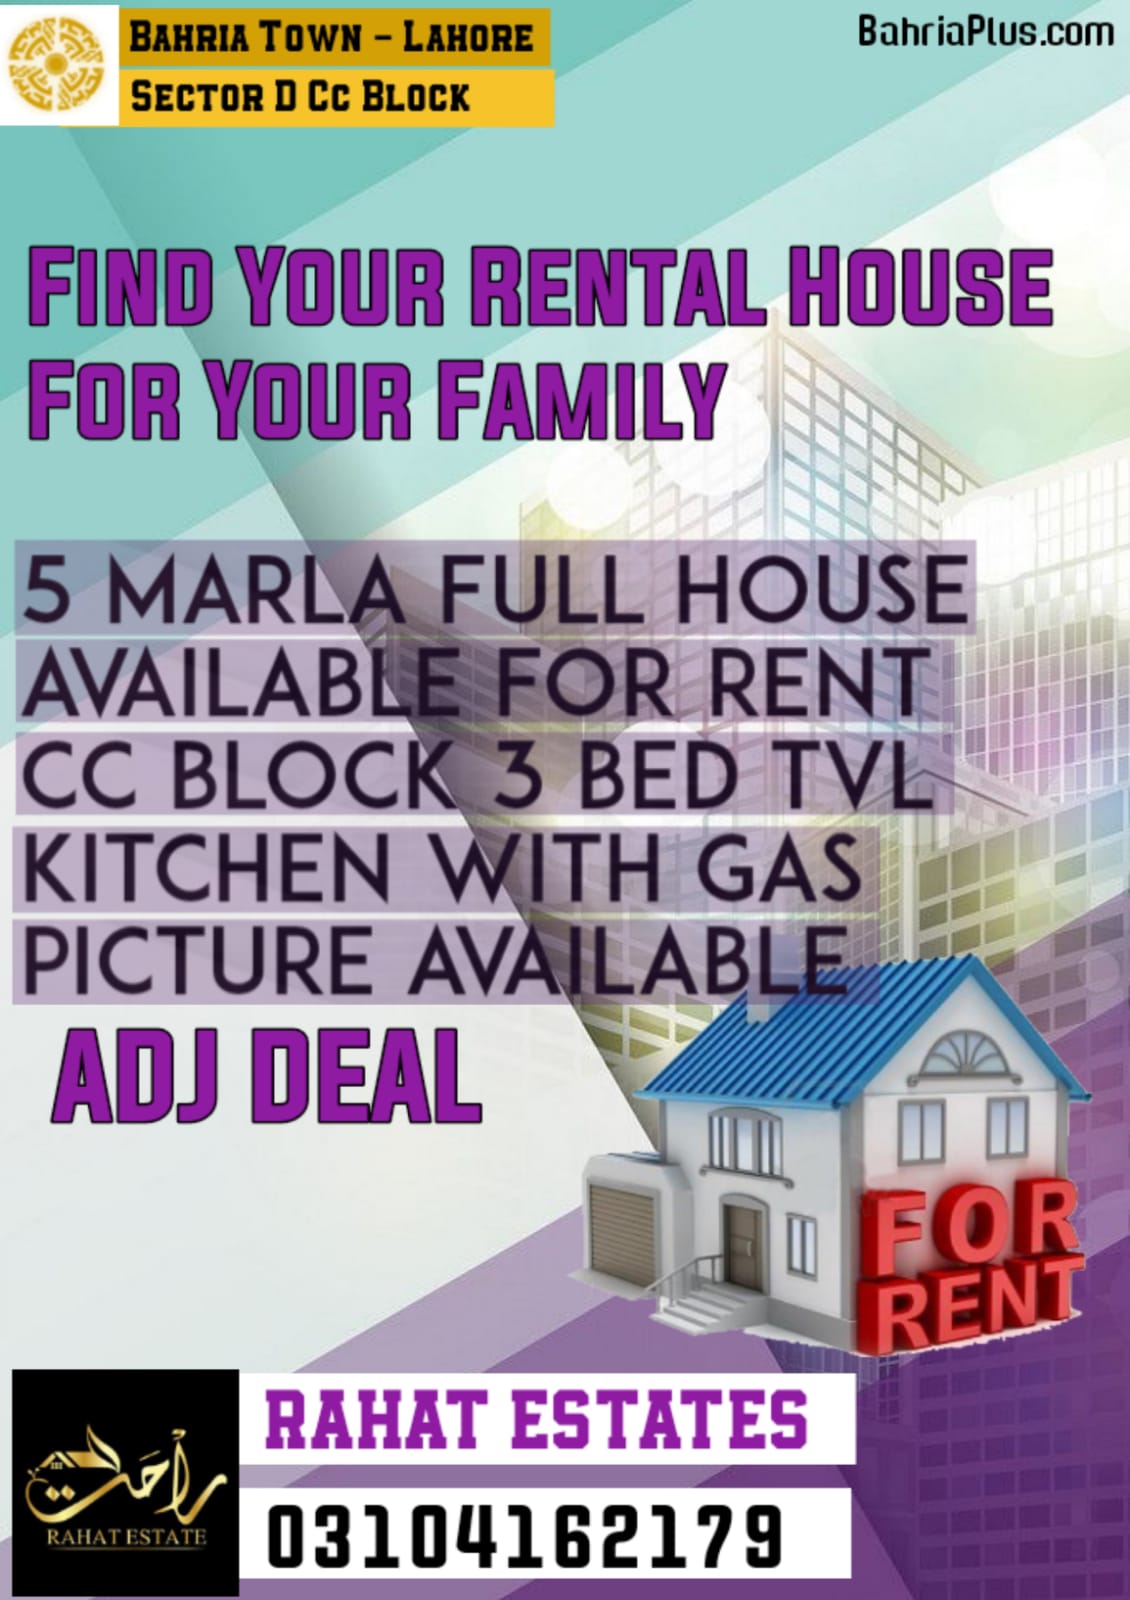 BAHRIA TOWN - LAHORE
BahriaPlus.com
SECTOR D CC BLOCK
FIND YOUR RENTAL HOUSE
FOR YOUR FAMILY
5 MARLA FULL HOUSE
AVAILABLE FOR RENT
CC BLOCK 3 BED TVL
KITCHEN WITH GAS
PICTURE AVAILABLE
ADJ DEAL
FOR
RENT
RAHAT ESTATES
راحت
RAHAT ESTATE
03104162179